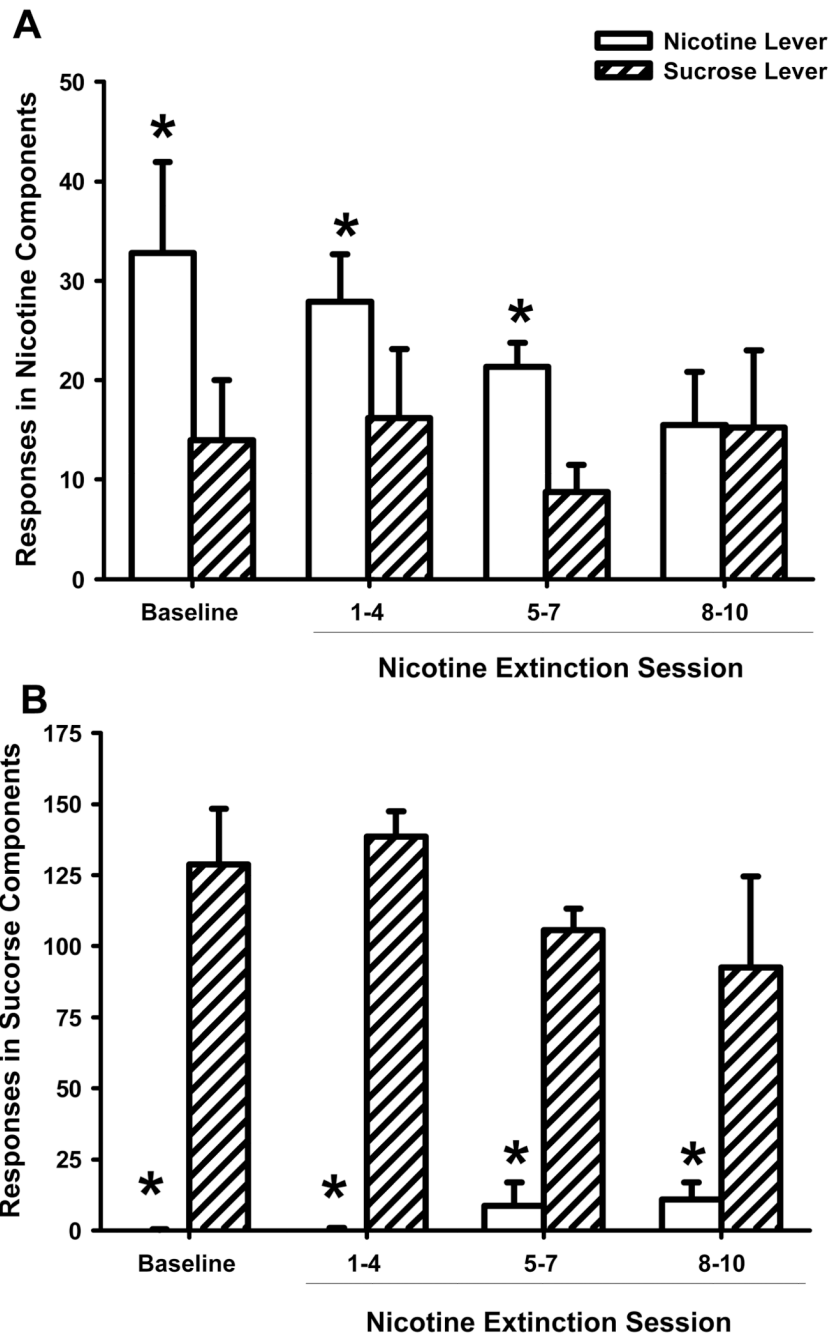 A
Nicotine Lever
Sucrose Lever
Responses in Nicotine Components
50
40
30
20
10
0
*
*
*
Baseline
1-4
5-7
8-10
Nicotine Extinction Session
B
Responses in Sucorse Components
175
150
125
100
75
50
25
0
*
*
*
*
Baseline
1-4
5-7
8-10
Nicotine Extinction Session